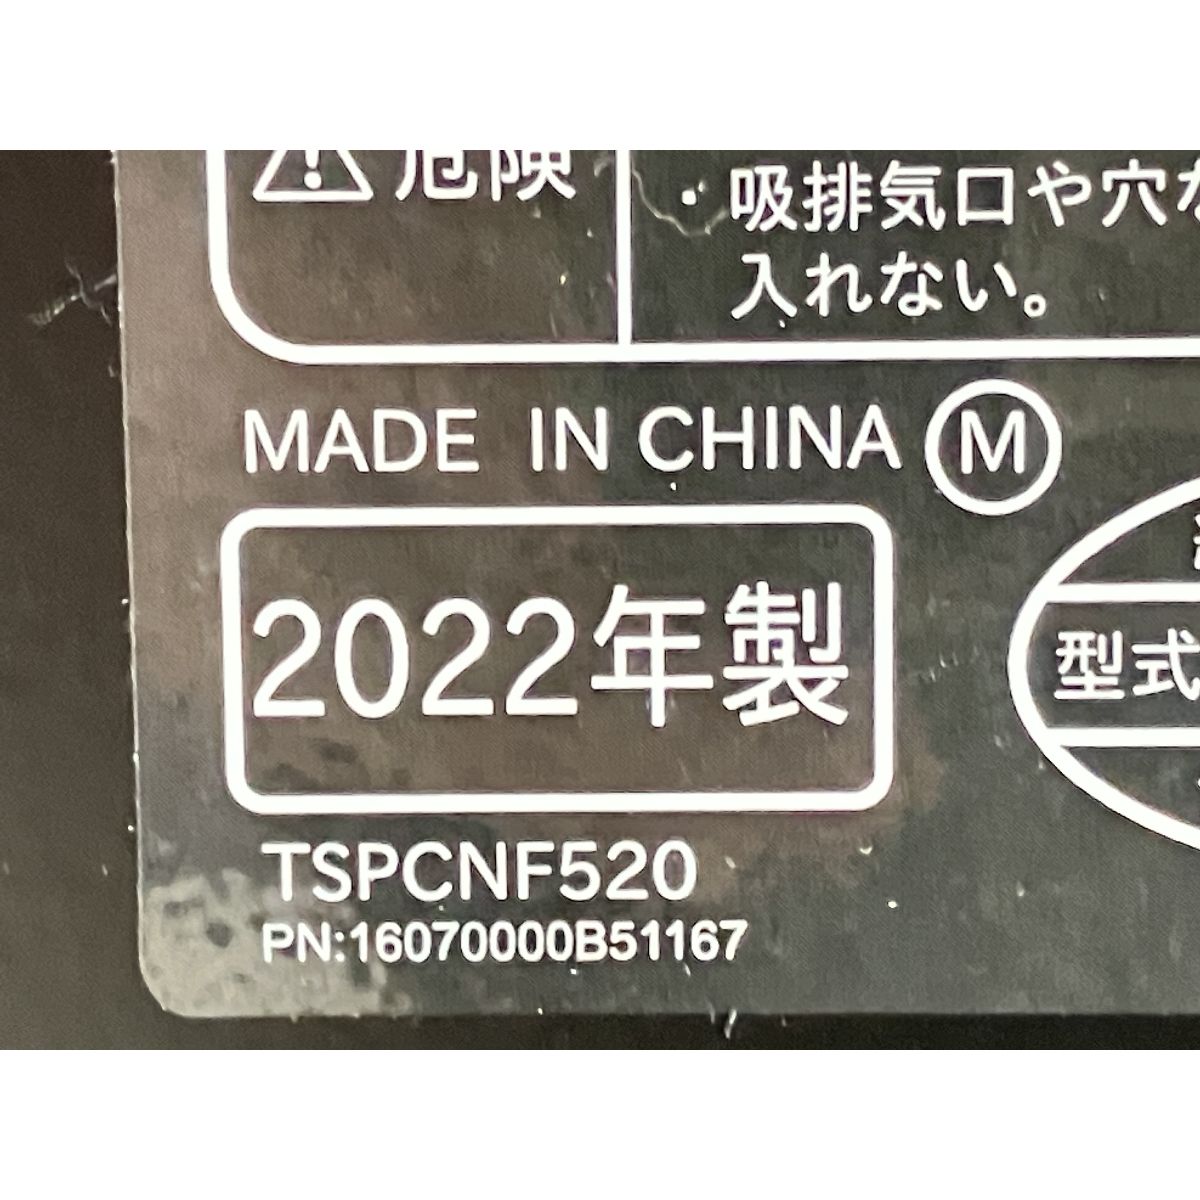 危険
・吸排気口や穴
入れない。
MADE IN CHINA Ⓜ
2022年製
型式
TSPCNF520
PN:16070000B51167